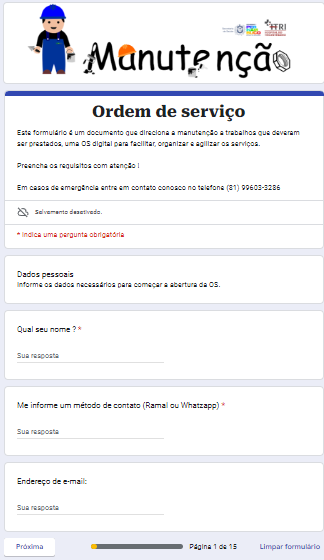 Manutenção
HTRI
Ordem de serviço
Este formulário é um documento que direciona a manutenção a trabalhos que deveram
ser prestados, uma OS digital para facilitar, organizar e agilizar os serviços.
Preencha os requisitos com atenção !
Em casos de emergência entre em contato conosco no telefone (81) 99603-3286
Salvamento desativado.
* Indica uma pergunta obrigatória
Dados pessoais
Informe os dados necessários para começar a abertura da OS.
Qual seu nome ? *
Sua resposta
Me informe um método de contato (Ramal ou Whatzapp) *
Sua resposta
Endereço de e-mail:
Sua resposta
Próxima
Página 1 de 15
Limpar formulário